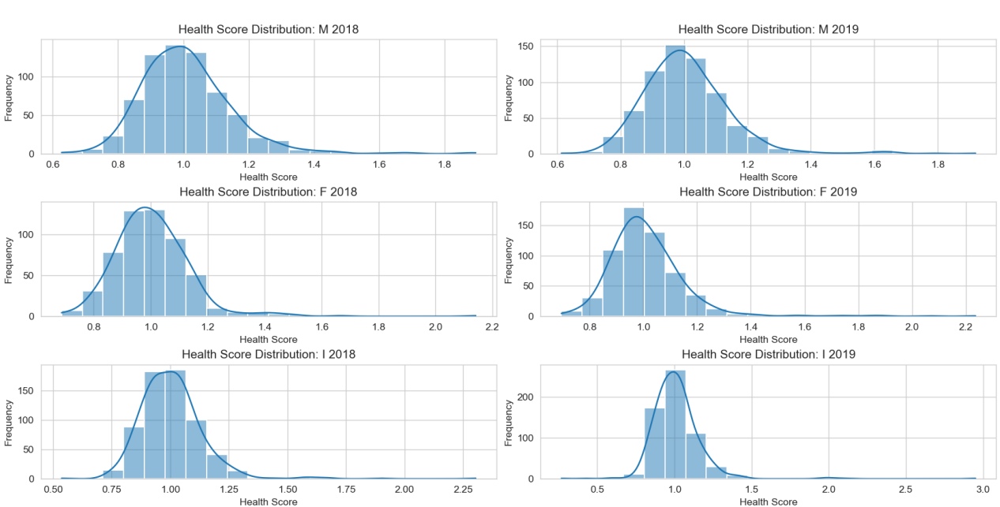 Health Score Distribution: M 2018
Frequency
100
50
0
0.6 0.8 1.0 1.2 1.4 1.6 1.8
Health Score
Health Score Distribution: M 2019
Frequency
150
100
50
0
0.6 0.8 1.0 1.2 1.4 1.6 1.8
Health Score
Health Score Distribution: F 2018
Frequency
100
50
0
0.8 1.0 1.2 1.4 1.6 1.8 2.0 2.2
Health Score
Health Score Distribution: F 2019
Frequency
150
100
50
0
0.8 1.0 1.2 1.4 1.6 1.8 2.0 2.2
Health Score
Health Score Distribution: I 2018
Frequency
150
100
50
0
0.50 0.75 1.00 1.25 1.50 1.75 2.00 2.25
Health Score
Health Score Distribution: I 2019
Frequency
200
100
0
0.5 1.0 1.5 2.0 2.5 3.0
Health Score